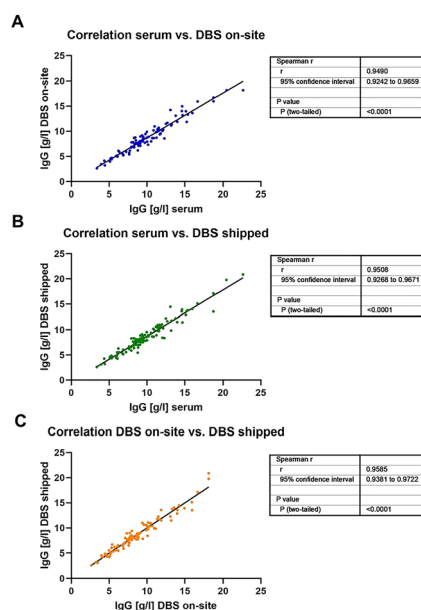 A
Correlation serum vs. DBS on-site
IgG [g/l] DBS on-site
25
20
15
10
5
0
0 5 10 15 20 25
IgG [g/l] serum
Spearman r
r 0.9490
95% confidence interval 0.9242 to 0.9659
P value
P (two-tailed) <0.0001
B
Correlation serum vs. DBS shipped
IgG [g/l] DBS shipped
25
20
15
10
5
0
0 5 10 15 20 25
IgG [g/l] serum
Spearman r
r 0.9508
95% confidence interval 0.9268 to 0.9671
P value
P (two-tailed) <0.0001
C
Correlation DBS on-site vs. DBS shipped
IgG [g/l] DBS shipped
25
20
15
10
5
0
0 5 10 15 20 25
IgG [g/l] DBS on-site
Spearman r
r 0.9585
95% confidence interval 0.9381 to 0.9722
P value
P (two-tailed) <0.0001